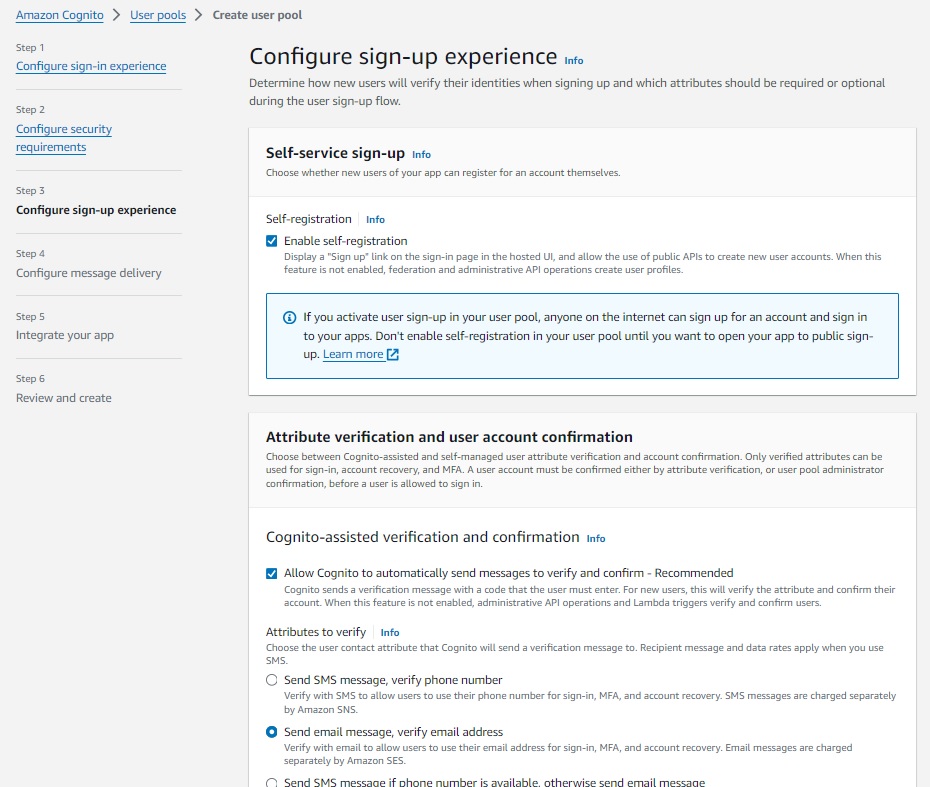 Amazon Cognito > User pools > Create user pool
Step 1
Configure sign-in experience
Step 2
Configure security
requirements
Step 3
Configure sign-up experience
Step 4
Configure message delivery
Step 5
Integrate your app
Step 6
Review and create
Configure sign-up experience Info
Determine how new users will verify their identities when signing up and which attributes should be required or optional
during the user sign-up flow.
Self-service sign-up Info
Choose whether new users of your app can register for an account themselves.
Self-registration Info
Enable self-registration
Display a "Sign up" link on the sign-in page in the hosted UI, and allow the use of public APIs to create new user accounts. When this
feature is not enabled, federation and administrative API operations create user profiles.
If you activate user sign-up in your user pool, anyone on the internet can sign up for an account and sign in
to your apps. Don't enable self-registration in your user pool until you want to open your app to public sign-
up. Learn more
Attribute verification and user account confirmation
Choose between Cognito-assisted and self-managed user attribute verification and account confirmation. Only verified attributes can be
used for sign-in, account recovery, and MFA. A user account must be confirmed either by attribute verification, or user pool administrator
confirmation, before a user is allowed to sign in.
Cognito-assisted verification and confirmation Info
Allow Cognito to automatically send messages to verify and confirm - Recommended
Cognito sends a verification message with a code that the user must enter. For new users, this will verify the attribute and confirm their
account. When this feature is not enabled, administrative API operations and Lambda triggers verify and confirm users.
Attributes to verify Info
Choose the user contact attribute that Cognito will send a verification message to. Recipient message and data rates apply when you use
SMS.
Send SMS message, verify phone number
Verify with SMS to allow users to use their phone number for sign-in, MFA, and account recovery. SMS messages are charged separately
by Amazon SNS.
Send email message, verify email address
Verify with email to allow users to use their email address for sign-in, MFA, and account recovery. Email messages are charged
separately by Amazon SES.
Send SMS message if phone number is available, otherwise send email message